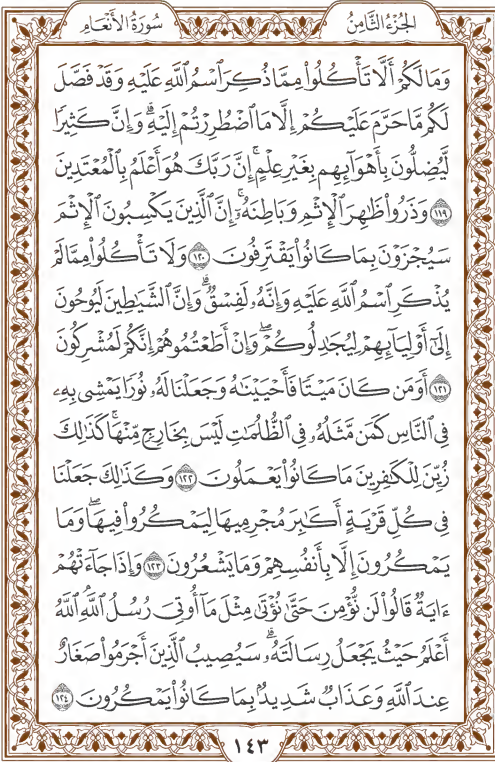 الجُزْءُ الثَّامِنُ
سُورَةُ الأَنْعَامِ
وَمَا لَكُمْ أَلَّا تَأْكُلُوا۟ مِمَّا ذُكِرَ ٱسْمُ ٱللَّهِ عَلَيْهِ وَقَدْ فَصَّلَ
لَكُم مَّا حَرَّمَ عَلَيْكُمْ إِلَّا مَا ٱضْطُرِرْتُمْ إِلَيْهِ ۗ وَإِنَّ كَثِيرًا
لَّيُضِلُّونَ بِأَهْوَآئِهِم بِغَيْرِ عِلْمٍ ۗ إِنَّ رَبَّكَ هُوَ أَعْلَمُ بِٱلْمُعْتَدِينَ
١١٩ وَذَرُوا۟ ظَٰهِرَ ٱلْإِثْمِ وَبَاطِنَهُۥٓ ۚ إِنَّ ٱلَّذِينَ يَكْسِبُونَ ٱلْإِثْمَ
سَيُجْزَوْنَ بِمَا كَانُوا۟ يَقْتَرِفُونَ ١٢٠ وَلَا تَأْكُلُوا۟ مِمَّا لَمْ
يُذْكَرِ ٱسْمُ ٱللَّهِ عَلَيْهِ وَإِنَّهُۥ لَفِسْقٌ ۗ وَإِنَّ ٱلشَّيَٰطِينَ لَيُوحُونَ
إِلَىٰٓ أَوْلِيَآئِهِمْ لِيُجَٰدِلُوكُمْ ۖ وَإِنْ أَطَعْتُمُوهُمْ إِنَّكُمْ لَمُشْرِكُونَ
١٢١ أَوَمَن كَانَ مَيْتًا فَأَحْيَيْنَٰهُ وَجَعَلْنَا لَهُۥ نُورًا يَمْشِى بِهِۦ
فِى ٱلنَّاسِ كَمَن مَّثَلُهُۥ فِى ٱلظُّلُمَٰتِ لَيْسَ بِخَارِجٍ مِّنْهَا ۚ كَذَٰلِكَ
زُيِّنَ لِلْكَٰفِرِينَ مَا كَانُوا۟ يَعْمَلُونَ ١٢٢ وَكَذَٰلِكَ جَعَلْنَا
فِى كُلِّ قَرْيَةٍ أَكَٰبِرَ مُجْرِمِيهَا لِيَمْكُرُوا۟ فِيهَا ۖ وَمَا
يَمْكُرُونَ إِلَّا بِأَنفُسِهِمْ وَمَا يَشْعُرُونَ ١٢٣ وَإِذَا جَآءَتْهُمْ
ءَايَةٌ قَالُوا۟ لَن نُّؤْمِنَ حَتَّىٰ نُؤْتَىٰ مِثْلَ مَآ أُوتِىَ رُسُلُ ٱللَّهِ ۘ ٱللَّهُ
أَعْلَمُ حَيْثُ يَجْعَلُ رِسَالَتَهُۥ ۗ سَيُصِيبُ ٱلَّذِينَ أَجْرَمُوا۟ صَغَارٌ
عِندَ ٱللَّهِ وَعَذَابٌ شَدِيدٌۢ بِمَا كَانُوا۟ يَمْكُرُونَ ١٢٤
١٤٣